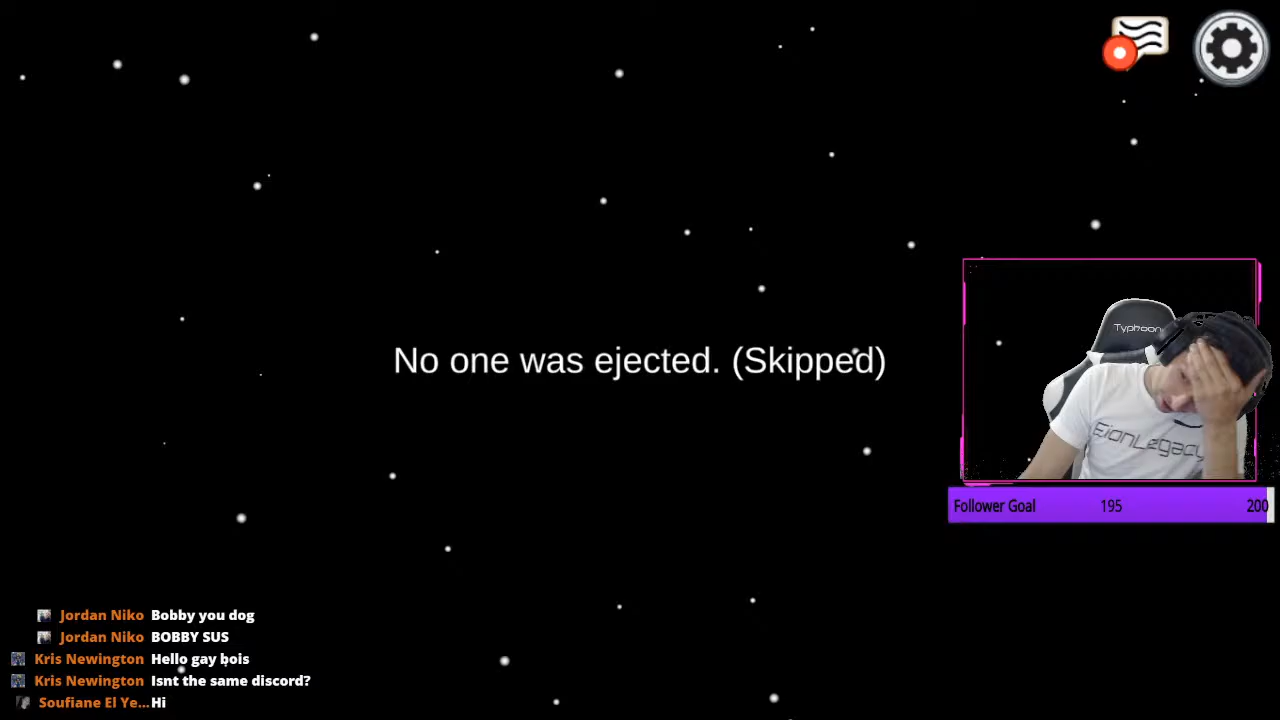 No one was ejected. (Skipped)
Typhoon
EionLegacy
Follower Goal 195 200
Jordan Niko Bobby you dog
Jordan Niko BOBBY SUS
Kris Newington Hello gay bois
Kris Newington Isnt the same discord?
Soufiane El Ye... Hi